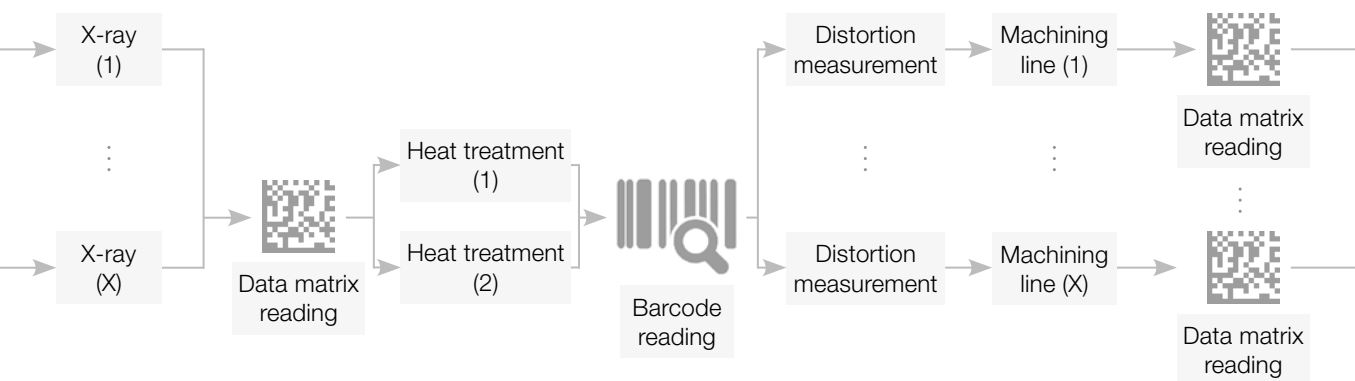 X-ray
(1)
X-ray
(X)
Data matrix
reading
Heat treatment
(1)
Heat treatment
(2)
Barcode
reading
Distortion
measurement
Machining
line (1)
Data matrix
reading
Distortion
measurement
Machining
line (X)
Data matrix
reading